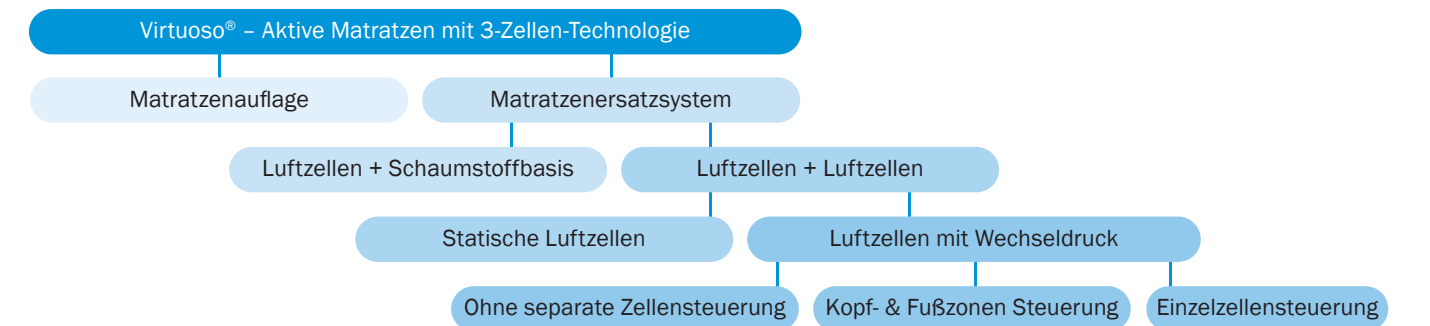 Virtuoso® – Aktive Matratzen mit 3-Zellen-Technologie
Matratzenauflage
Matratzenersatzsystem
Luftzellen + Schaumstoffbasis
Luftzellen + Luftzellen
Statische Luftzellen
Luftzellen mit Wechseldruck
Ohne separate Zellensteuerung
Kopf- & Fußzonen Steuerung
Einzelzellensteuerung